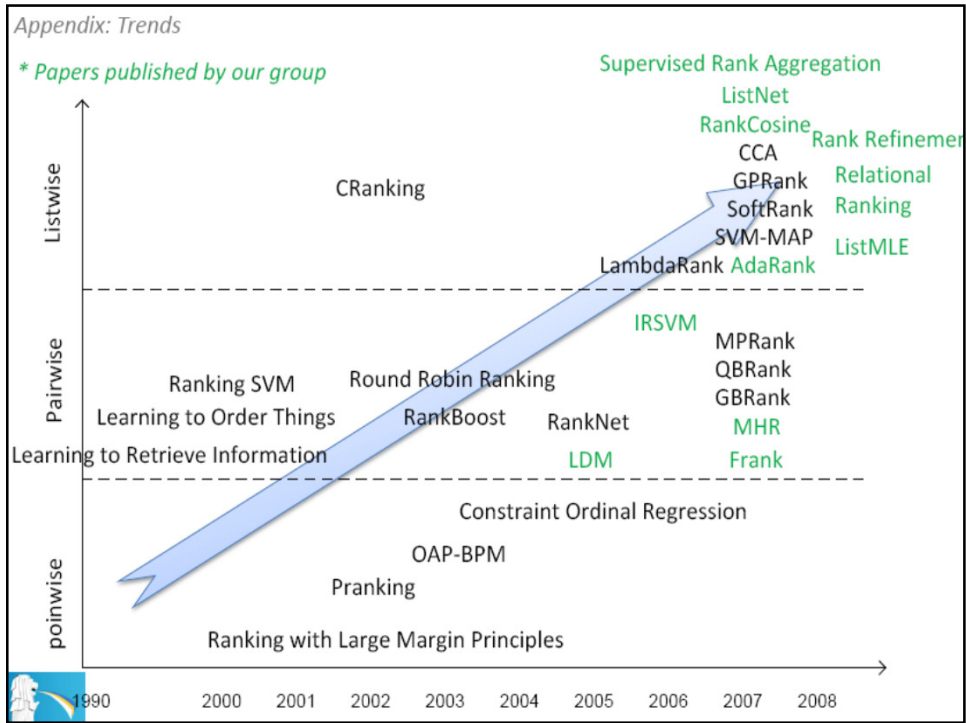 Appendix: Trends
* Papers published by our group
Supervised Rank Aggregation
ListNet
RankCosine
Rank Refinemer
CCA
Relational
Ranking
CRanking
GPRank
SoftRank
SVM-MAP
ListMLE
LambdaRank AdaRank
Listwise
IRSVM
MPRank
Ranking SVM
Round Robin Ranking
QBRank
GBRank
Learning to Order Things
RankBoost
RankNet
MHR
Learning to Retrieve Information
LDM
Frank
Pairwise
Constraint Ordinal Regression
OAP-BPM
Pranking
Ranking with Large Margin Principles
poinwise
1990 2000 2001 2002 2003 2004 2005 2006 2007 2008